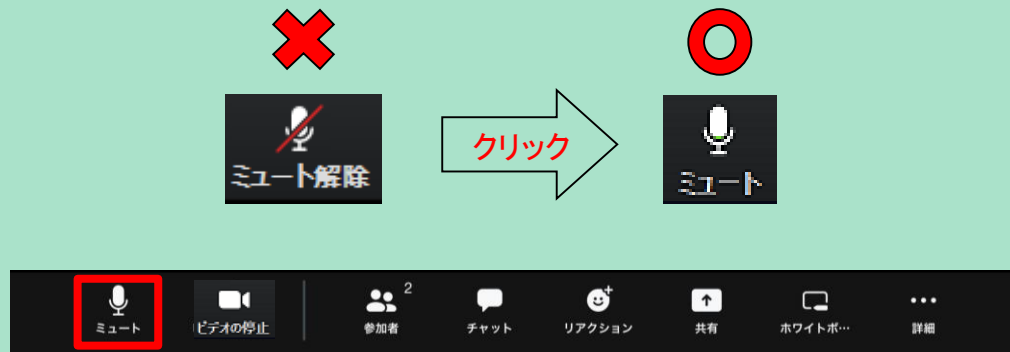 ミュート解除
クリック
ミュート
2
ミュート
ビデオの停止
参加者
チャット
リアクション
共有
ホワイトボ…
詳細